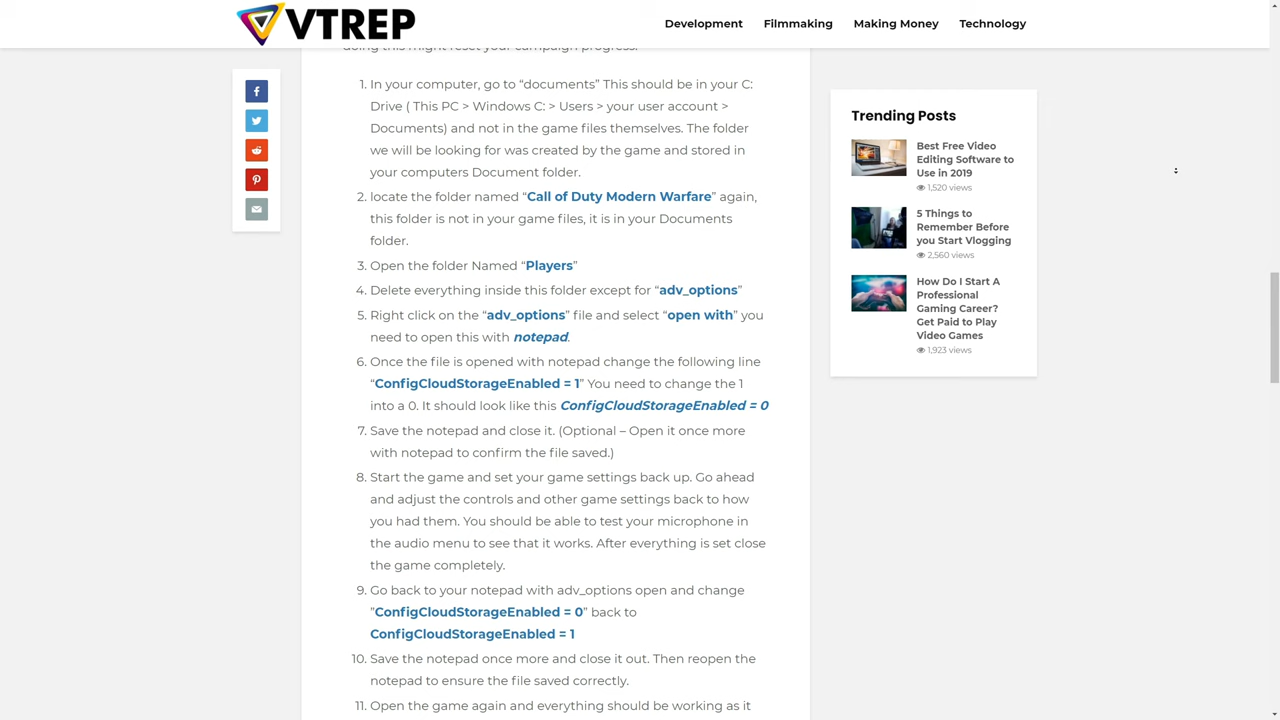 VTREP
Development Filmmaking Making Money Technology
doing this might reset your campaign progress.
1. In your computer, go to “documents” This should be in your C:
Drive ( This PC > Windows C: > Users > your user account >
Documents) and not in the game files themselves. The folder
we will be looking for was created by the game and stored in
your computers Document folder.
2. locate the folder named “Call of Duty Modern Warfare” again,
this folder is not in your game files, it is in your Documents
folder.
3. Open the folder Named “Players”
4. Delete everything inside this folder except for “adv_options”
5. Right click on the “adv_options” file and select “open with” you
need to open this with notepad.
6. Once the file is opened with notepad change the following line
“ConfigCloudStorageEnabled = 1” You need to change the 1
into a 0. It should look like this ConfigCloudStorageEnabled = 0
7. Save the notepad and close it. (Optional – Open it once more
with notepad to confirm the file saved.)
8. Start the game and set your game settings back up. Go ahead
and adjust the controls and other game settings back to how
you had them. You should be able to test your microphone in
the audio menu to see that it works. After everything is set close
the game completely.
9. Go back to your notepad with adv_options open and change
”ConfigCloudStorageEnabled = 0” back to
ConfigCloudStorageEnabled = 1
10. Save the notepad once more and close it out. Then reopen the
notepad to ensure the file saved correctly.
11. Open the game again and everything should be working as it
Trending Posts
Best Free Video
Editing Software to
Use in 2019
1,520 views
5 Things to
Remember Before
you Start Vlogging
2,560 views
How Do I Start A
Professional
Gaming Career?
Get Paid to Play
Video Games
1,923 views